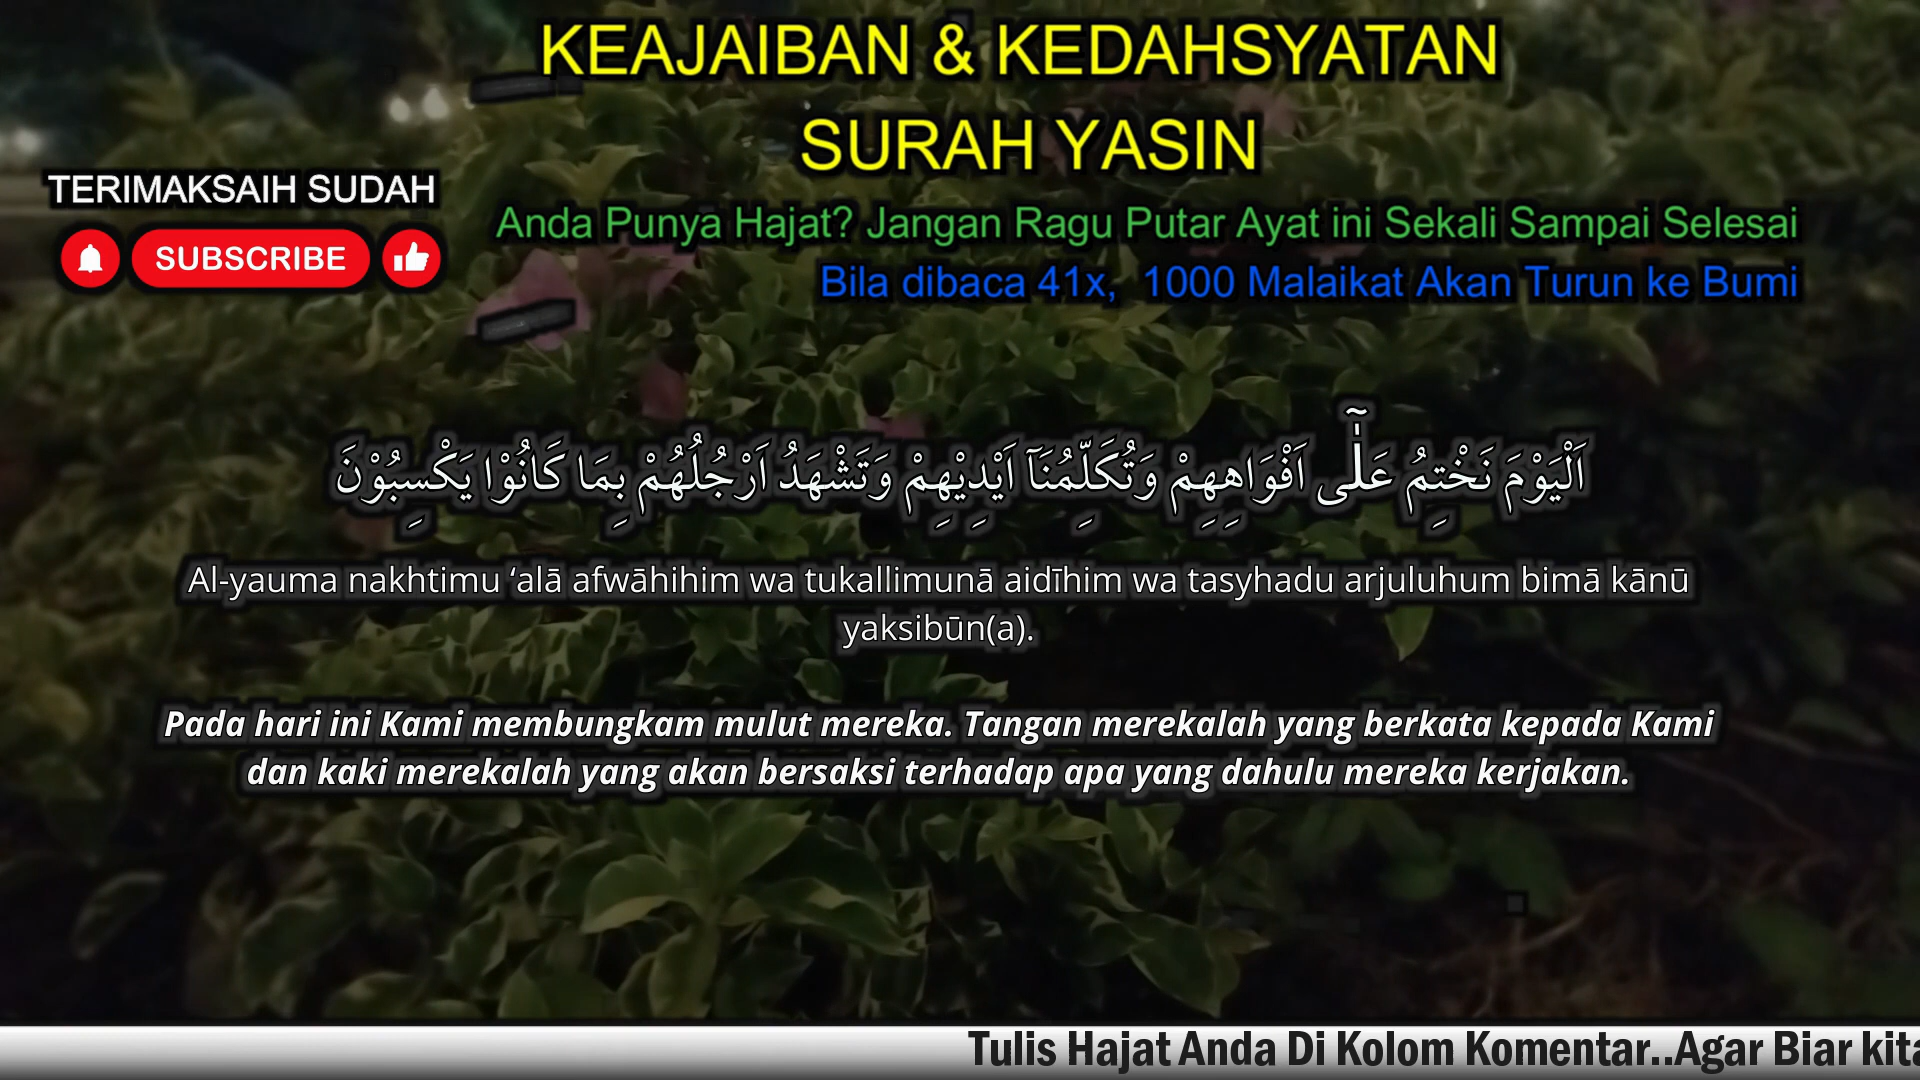 KEAJAIBAN & KEDAHSYATAN
SURAH YASIN
TERIMAKSAIH SUDAH
SUBSCRIBE
Anda Punya Hajat? Jangan Ragu Putar Ayat ini Sekali Sampai Selesai
Bila dibaca 41x, 1000 Malaikat Akan Turun ke Bumi
اَلْيَوْمَ نَخْتِمُ عَلٰٓى اَفْوَاهِهِمْ وَتُكَلِّمُنَآ اَيْدِيْهِمْ وَتَشْهَدُ اَرْجُلُهُمْ بِمَا كَانُوْا يَكْسِبُوْنَ
Al-yauma nakhtimu ‘alā afwāhihim wa tukallimunā aidīhim wa tasyhadu arjuluhum bimā kānū
yaksibūn(a).
Pada hari ini Kami membungkam mulut mereka. Tangan merekalah yang berkata kepada Kami
dan kaki merekalah yang akan bersaksi terhadap apa yang dahulu mereka kerjakan.
Tulis Hajat Anda Di Kolom Komentar..Agar Biar kita